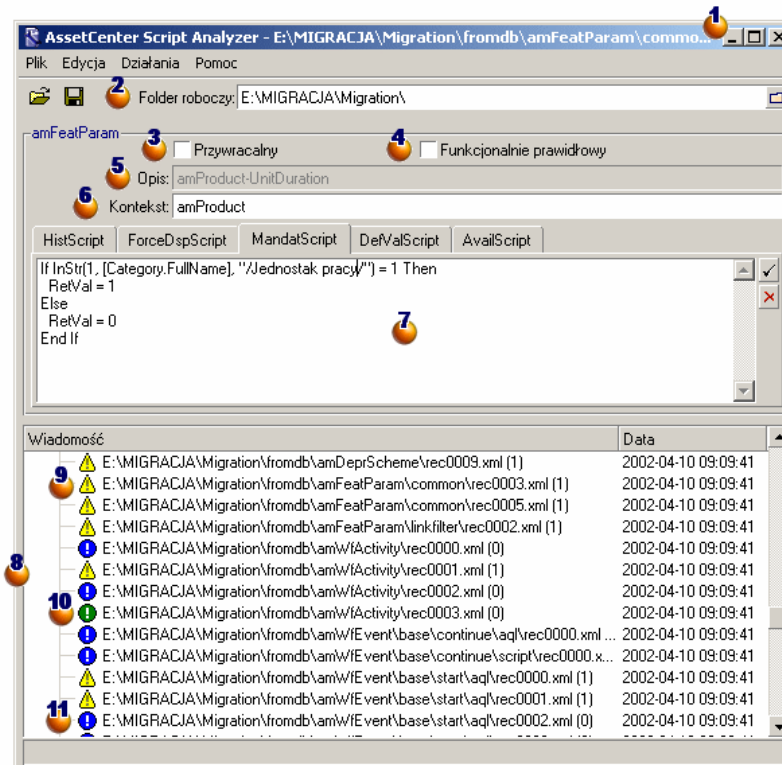 1
AssetCenter Script Analyzer - E:\MIGRACJA\Migration\fromdb\amFeatParam\commo...
Plik Edycja Działania Pomoc
2 Folder roboczy: E:\MIGRACJA\Migration\
amFeatParam
3 Przywracalny 4 Funkcjonalnie prawidłowy
5 Opis: amProduct-UnitDuration
6 Kontekst: amProduct
HistScript ForceDspScript MandatScript DefValScript AvailScript
If InStr(1, [Category.FullName], "/Jednostak pracy/") = 1 Then
RetVal = 1
Else
RetVal = 0
End If
7
Wiadomość Data
E:\MIGRACJA\Migration\fromdb\amDeprScheme\rec0009.xml (1) 2002-04-10 09:09:41
9 E:\MIGRACJA\Migration\fromdb\amFeatParam\common\rec0003.xml (1) 2002-04-10 09:09:41
E:\MIGRACJA\Migration\fromdb\amFeatParam\common\rec0005.xml (1) 2002-04-10 09:09:41
E:\MIGRACJA\Migration\fromdb\amFeatParam\linkfilter\rec0002.xml (1) 2002-04-10 09:09:41
E:\MIGRACJA\Migration\fromdb\amWfActivity\rec0000.xml (0) 2002-04-10 09:09:41
8 E:\MIGRACJA\Migration\fromdb\amWfActivity\rec0001.xml (1) 2002-04-10 09:09:41
E:\MIGRACJA\Migration\fromdb\amWfActivity\rec0002.xml (0) 2002-04-10 09:09:41
10 E:\MIGRACJA\Migration\fromdb\amWfActivity\rec0003.xml (0) 2002-04-10 09:09:41
E:\MIGRACJA\Migration\fromdb\amWfEvent\base\continue\aql\rec0000.xml ... 2002-04-10 09:09:41
E:\MIGRACJA\Migration\fromdb\amWfEvent\base\continue\script\rec0000.x... 2002-04-10 09:09:41
E:\MIGRACJA\Migration\fromdb\amWfEvent\base\start\aql\rec0000.xml (1) 2002-04-10 09:09:41
E:\MIGRACJA\Migration\fromdb\amWfEvent\base\start\aql\rec0001.xml (1) 2002-04-10 09:09:41
11 E:\MIGRACJA\Migration\fromdb\amWfEvent\base\start\aql\rec0002.xml (0) 2002-04-10 09:09:41